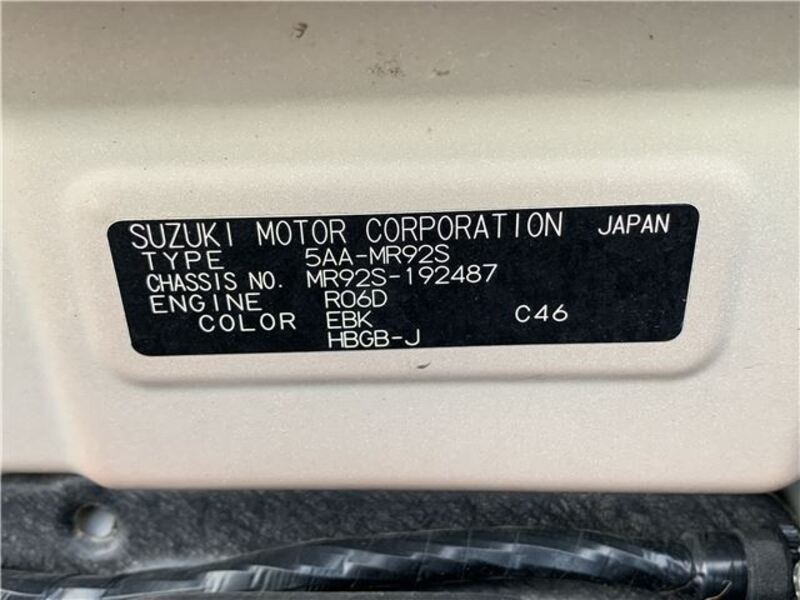 SUZUKI MOTOR CORPORATION JAPAN
TYPE 5AA-MR92S
CHASSIS NO. MR92S-192487
ENGINE R06D
COLOR EBK C46
HBGB-J